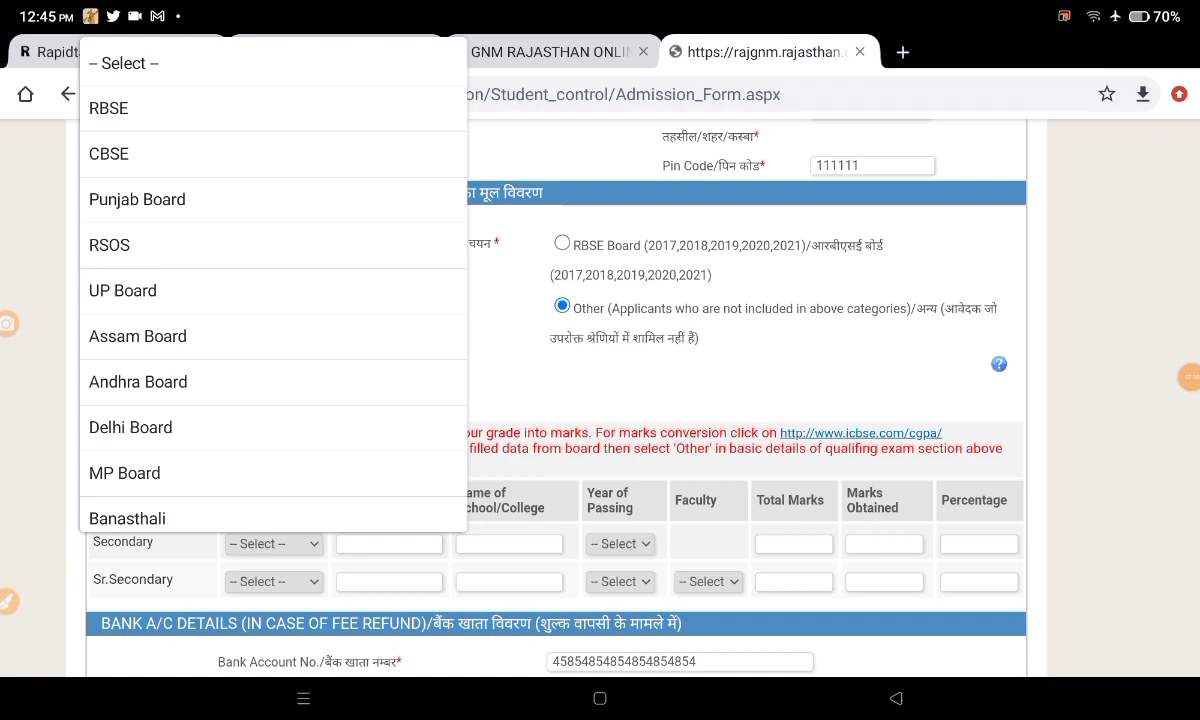 12:45 PM
70%
R Rapidt
GNM RAJASTHAN ONLI
https://rajgnm.rajasthan.
on/Student_control/Admission_Form.aspx
-- Select --
RBSE
CBSE
Punjab Board
RSOS
UP Board
Assam Board
Andhra Board
Delhi Board
MP Board
Banasthali
तहसील/शहर/कस्बा*
Pin Code/पिन कोड* 111111
का मूल विवरण
चयन *
RBSE Board (2017,2018,2019,2020,2021)/आरबीएसई बोर्ड
(2017,2018,2019,2020,2021)
Other (Applicants who are not included in above categories)/अन्य (आवेदक जो
उपरोक्त श्रेणियों में शामिल नहीं हैं)
?
our grade into marks. For marks conversion click on http://www.icbse.com/cgpa/
filled data from board then select 'Other' in basic details of qualifing exam section above
ame of
chool/College
Year of
Passing
Faculty
Total Marks
Marks
Obtained
Percentage
Secondary -- Select -- -- Select --
Sr.Secondary -- Select -- -- Select -- -- Select --
BANK A/C DETAILS (IN CASE OF FEE REFUND)/बैंक खाता विवरण (शुल्क वापसी के मामले में)
Bank Account No./बैंक खाता नम्बर* 45854854854854854854